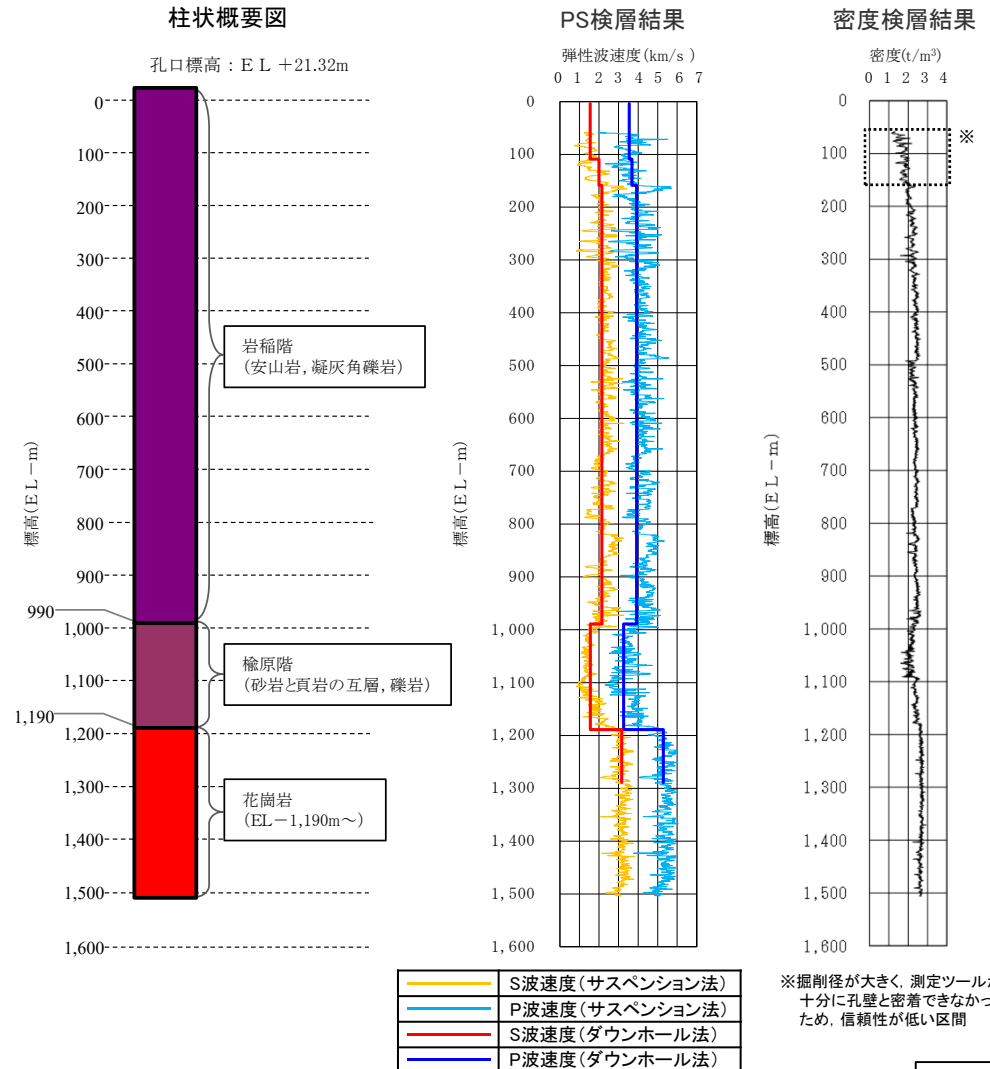 柱状概要図
孔口標高：ＥＬ＋21.32m
標高(ＥＬ－m)
0
100
200
300
400
500
600
700
800
900
990
1,000
1,100
1,190
1,200
1,300
1,400
1,500
1,600
岩稲階
(安山岩，凝灰角礫岩)
楡原階
(砂岩と頁岩の互層，礫岩)
花崗岩
(EL－1,190m～)
PS検層結果
弾性波速度(km/s )
0 1 2 3 4 5 6 7
標高(ＥＬ－m)
0
100
200
300
400
500
600
700
800
900
1,000
1,100
1,200
1,300
1,400
1,500
1,600
密度検層結果
密度(t/m³)
0 1 2 3 4
標高(ＥＬ－m)
0
100
200
300
400
500
600
700
800
900
1,000
1,100
1,200
1,300
1,400
1,500
1,600
※
S波速度(サスペンション法)
P波速度(サスペンション法)
S波速度(ダウンホール法)
P波速度(ダウンホール法)
※掘削径が大きく，測定ツール
十分に孔壁と密着できなかっ
ため，信頼性が低い区間